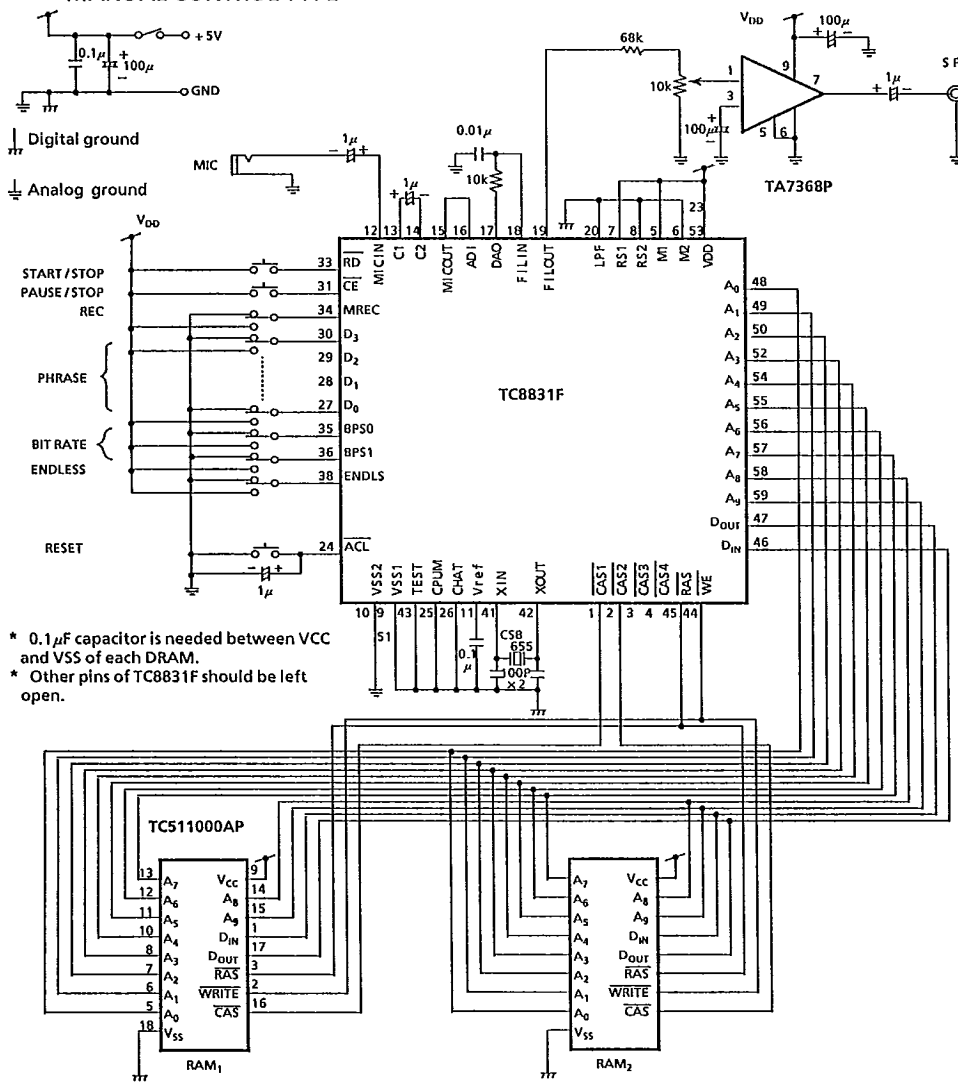 +5V
0.1μ
100μ
GND
Digital ground
Analog ground
MIC
1μ
1μ
0.01μ
10k
68k
10k
100μ
VDD
100μ
1
3
9
7
5
6
1μ
SP
TA7368P
VDD
23
12 13 14 15 16 17 18 19 20 7 8 5 6 53
MICIN C1 C2 MICOUT ADI DAO FILIN FILOUT LPF RS1 RS2 M1 M2 VDD
START/STOP 33 RD
PAUSE/STOP 31 CE
REC 34 MREC
30 D3
29 D2
PHRASE
28 D1
27 D0
35 BPS0
BIT RATE
36 BPS1
ENDLESS
38 ENDLS
RESET 24 ACL
1μ
TC8831F
A0 48
A1 49
A2 50
A3 52
A4 54
A5 55
A6 56
A7 57
A8 58
A9 59
DOUT 47
DIN 46
VSS2 VSS1 TEST CPUM CHAT Vref XIN XOUT CAS1 CAS2 CAS3 CAS4 RAS WE
10 9 43 25 26 11 41 42 1 2 3 4 45 44
51
0.1
μ
CSB
655
100P
×2
* 0.1μF capacitor is needed between VCC
and VSS of each DRAM.
* Other pins of TC8831F should be left
open.
TC511000AP
13 A7
12 A6
11 A5
10 A4
8 A3
7 A2
6 A1
5 A0
18 VSS
VCC 9
A8 14
A9 15
DIN 1
DOUT 17
RAS 3
WRITE 2
CAS 16
RAM1
A7
A6
A5
A4
A3
A2
A1
A0
VSS
VCC
A8
A9
DIN
DOUT
RAS
WRITE
CAS
RAM2